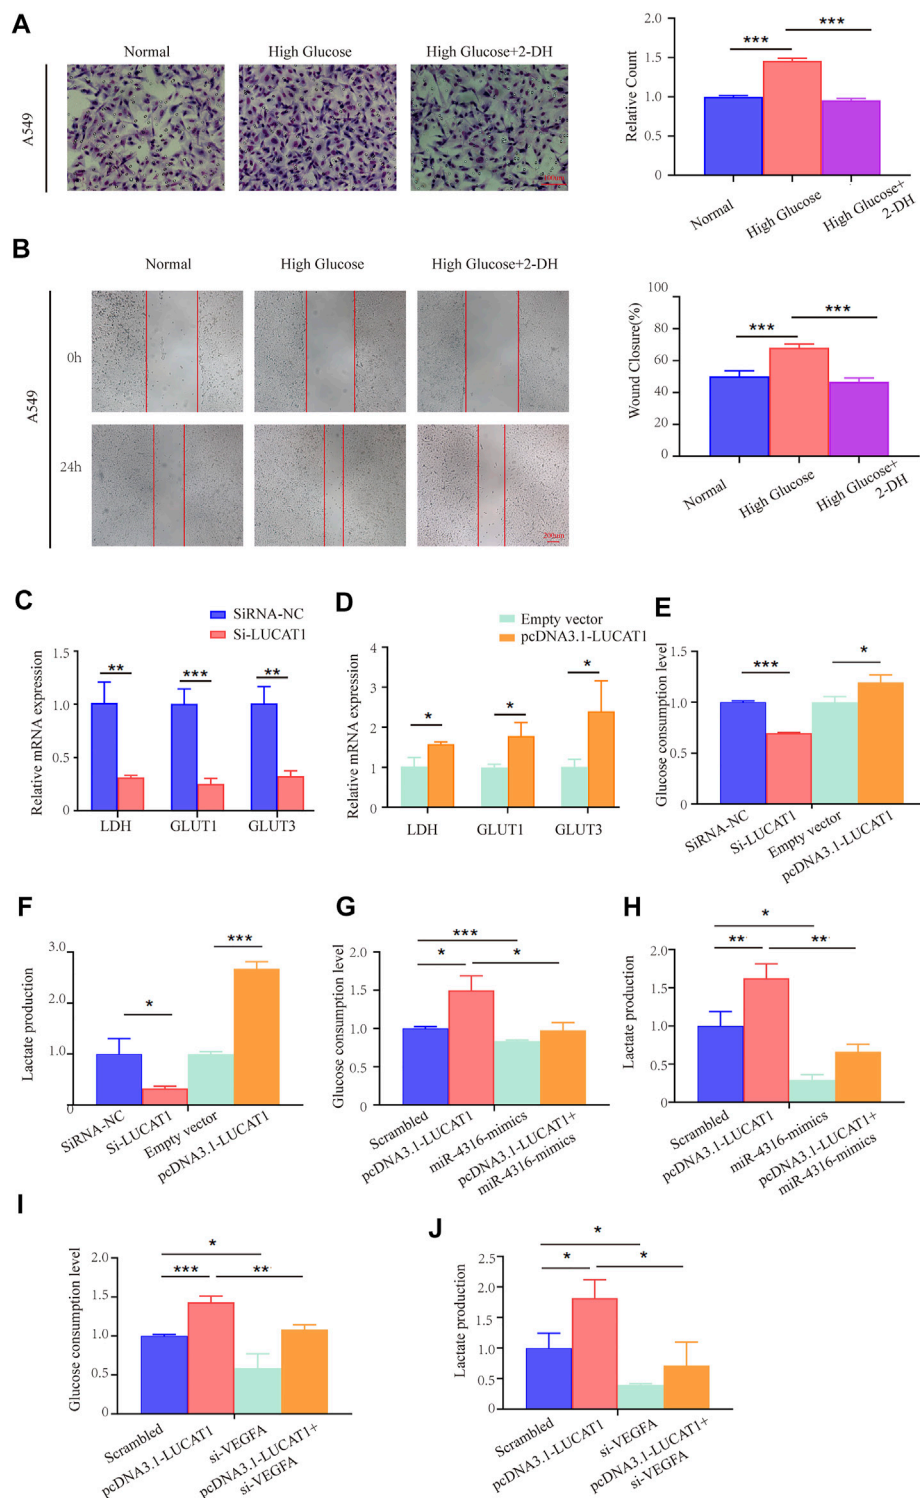 A
Normal
High Glucose
High Glucose+2-DH
A549
Relative Count
2.0
1.5
1.0
0.5
0
***
***
Normal
High Glucose
High Glucose+
2-DH
B
Normal
High Glucose
High Glucose+2-DH
A549
0h
24h
200μm
Wound Closure(%)
100
80
60
40
20
0
***
***
Normal
High Glucose
High Glucose+
2-DH
C
SiRNA-NC
Si-LUCAT1
Relative mRNA expression
1.5
1.0
0.5
0
**
***
**
LDH
GLUT1
GLUT3
D
Empty vector
pcDNA3.1-LUCAT1
Relative mRNA expression
4
2
1
0
*
*
*
LDH
GLUT1
GLUT3
E
Glucose consumption level
1.5
1.0
0.5
0
***
*
SiRNA-NC
Si-LUCAT1
Empty vector
pcDNA3.1-LUCAT1
F
Lactate production
3.0
2.0
1.0
0
*
***
SiRNA-NC
Si-LUCAT1
Empty vector
pcDNA3.1-LUCAT1
G
Glucose consumption level
2.0
1.5
1.0
0.5
0
***
*
*
Scrambled
pcDNA3.1-LUCAT1
miR-4316-mimics
pcDNA3.1-LUCAT1+
miR-4316-mimics
H
Lactate production
2.0
1.5
1.0
0.5
0
*
**
**
Scrambled
pcDNA3.1-LUCAT1
miR-4316-mimics
pcDNA3.1-LUCAT1+
miR-4316-mimics
I
Glucose consumption level
2.0
1.5
1.0
0.5
0
*
***
**
Scrambled
pcDNA3.1-LUCAT1
si-VEGFA
pcDNA3.1-LUCAT1+
si-VEGFA
J
Lactate production
2.5
2.0
1.5
1.0
0.5
0
*
*
*
Scrambled
pcDNA3.1-LUCAT1
si-VEGFA
pcDNA3.1-LUCAT1+
si-VEGFA